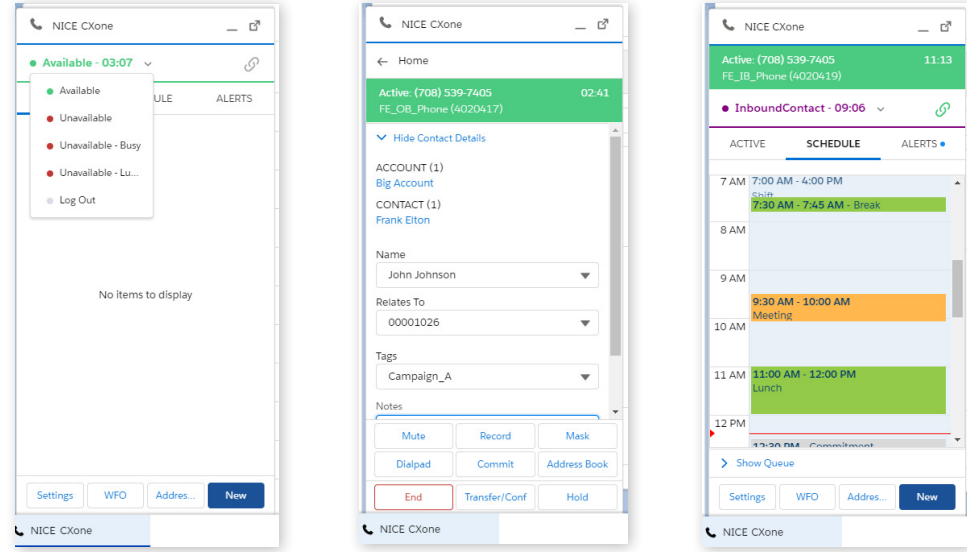 NICE CXone
Available - 03:07
Available
Unavailable
Unavailable - Busy
Unavailable - Lu...
Log Out
ULE
ALERTS
No items to display
Settings
WFO
Addres...
New
NICE CXone
NICE CXone
Home
Active: (708) 539-7405 02:41
FE_OB_Phone (4020417)
Hide Contact Details
ACCOUNT (1)
Big Account
CONTACT (1)
Frank Elton
Name
John Johnson
Relates To
00001026
Tags
Campaign_A
Notes
Mute
Record
Mask
Dialpad
Commit
Address Book
End
Transfer/Conf
Hold
NICE CXone
NICE CXone
Active: (708) 539-7405 11:13
FE_IB_Phone (4020419)
InboundContact - 09:06
ACTIVE
SCHEDULE
ALERTS
7 AM
7:00 AM - 4:00 PM
Shift
7:30 AM - 7:45 AM - Break
8 AM
9 AM
9:30 AM - 10:00 AM
Meeting
10 AM
11 AM
11:00 AM - 12:00 PM
Lunch
12 PM
12:30 PM - Commitment
Show Queue
Settings
WFO
Addres...
New
NICE CXone